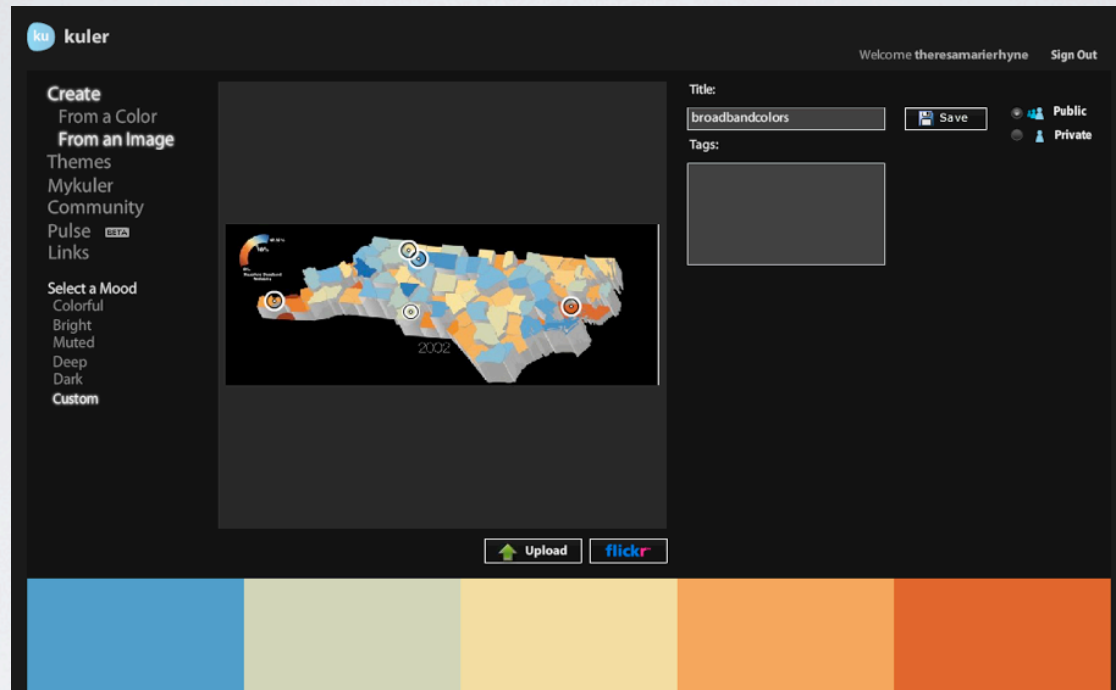 ku kuler
Welcome theresamarierhyne Sign Out
Create
From a Color
From an Image
Themes
Mykuler
Community
Pulse BETA
Links
Select a Mood
Colorful
Bright
Muted
Deep
Dark
Custom
2002
Upload
flickr
Title:
broadbandcolors
Save
Public
Private
Tags: